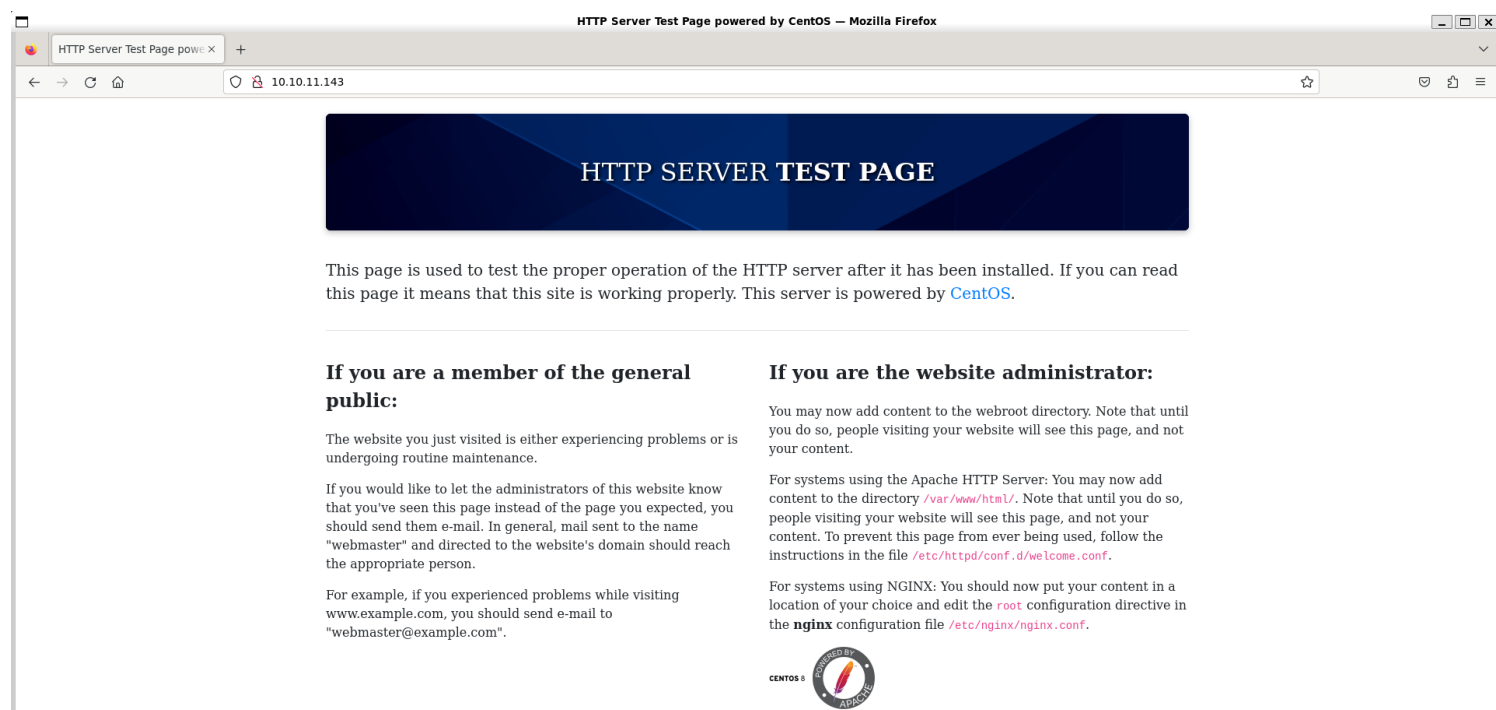 HTTP Server Test Page powered by CentOS — Mozilla Firefox
HTTP Server Test Page powe
10.10.11.143
HTTP SERVER TEST PAGE
This page is used to test the proper operation of the HTTP server after it has been installed. If you can read
this page it means that this site is working properly. This server is powered by CentOS.
If you are a member of the general
public:
The website you just visited is either experiencing problems or is
undergoing routine maintenance.
If you would like to let the administrators of this website know
that you've seen this page instead of the page you expected, you
should send them e-mail. In general, mail sent to the name
"webmaster" and directed to the website's domain should reach
the appropriate person.
For example, if you experienced problems while visiting
www.example.com, you should send e-mail to
"webmaster@example.com".
If you are the website administrator:
You may now add content to the webroot directory. Note that until
you do so, people visiting your website will see this page, and not
your content.
For systems using the Apache HTTP Server: You may now add
content to the directory /var/www/html/. Note that until you do so,
people visiting your website will see this page, and not your
content. To prevent this page from ever being used, follow the
instructions in the file /etc/httpd/conf.d/welcome.conf.
For systems using NGINX: You should now put your content in a
location of your choice and edit the root configuration directive in
the nginx configuration file /etc/nginx/nginx.conf.
CENTOS 8
POWERED BY
APACHE